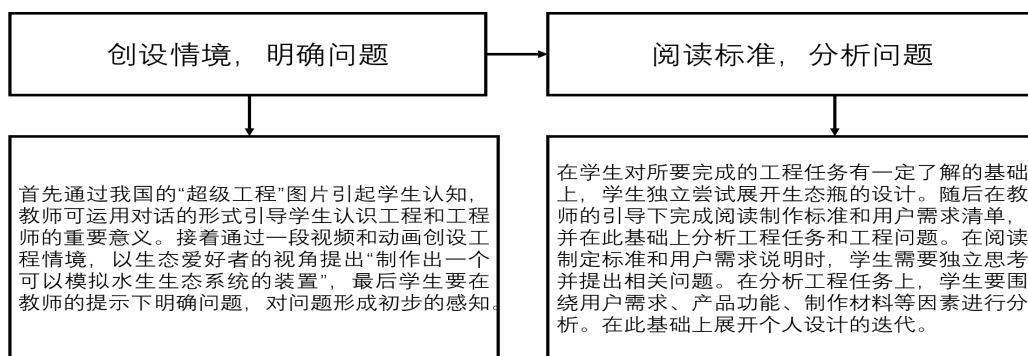 创设情境，明确问题
阅读标准，分析问题
首先通过我国的“超级工程”图片引起学生认知，
教师可运用对话的形式引导学生认识工程和工程
师的重要意义。接着通过一段视频和动画创设工
程情境，以生态爱好者的视角提出“制作出一个
可以模拟水生生态系统的装置”，最后学生要在
教师的提示下明确问题，对问题形成初步的感知。
在学生对所要完成的工程任务有一定了解的基础
上，学生独立尝试展开生态瓶的设计。随后在教
师的引导下完成阅读制作标准和用户需求清单，
并在此基础上分析工程任务和工程问题。在阅读
制定标准和用户需求说明时，学生需要独立思考
并提出相关问题。在分析工程任务上，学生要围
绕用户需求、产品功能、制作材料等因素进行分
析。在此基础上展开个人设计的迭代。